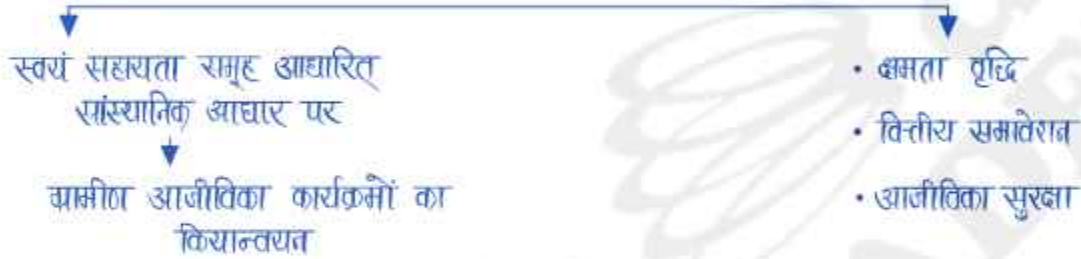 स्वयं सहायता समूह आधारित
सांस्थानिक आधार पर
ग्रामीण आजीविका कार्यक्रमों का
कियान्वयन
• क्षमता वृद्धि
• वित्तीय समावेशन
• आजीविका सुरक्षा